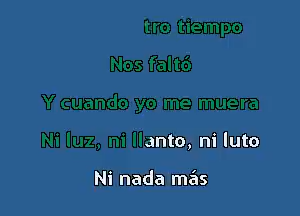 tro tiempo
Nos faltó
Y cuando yo me muera
Ni luz, ni llanto, ni luto
Ni nada más